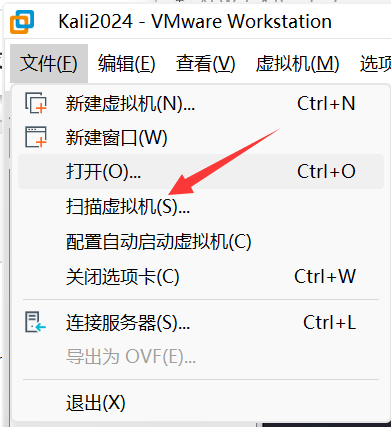 Kali2024 - VMware Workstation
文件(F) 编辑(E) 查看(V) 虚拟机(M) 选项
新建虚拟机(N)... Ctrl+N
新建窗口(W)
打开(O)... Ctrl+O
扫描虚拟机(S)...
配置自动启动虚拟机(C)
关闭选项卡(C) Ctrl+W
连接服务器(S)... Ctrl+L
导出为 OVF(E)...
退出(X)